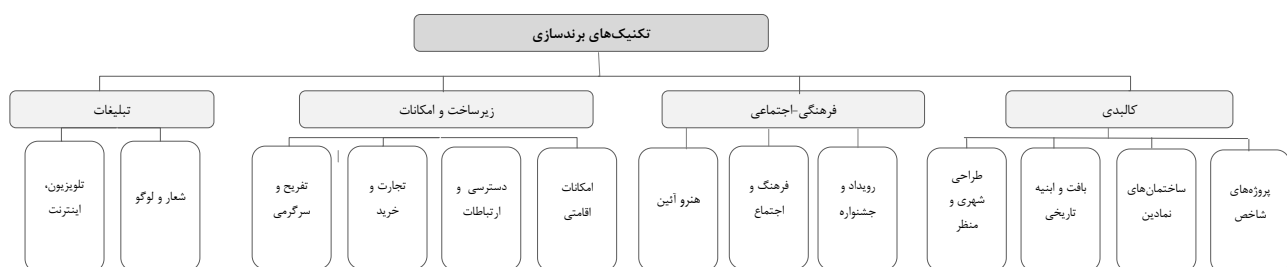 تکنیک‌های برندسازی
کالبدی
فرهنگی-اجتماعی
زیرساخت و امکانات
تبلیغات
پروژه‌های
شاخص
ساختمان‌های
نمادین
بافت و ابنیه
تاریخی
طراحی
شهری و
منظر
رویداد و
جشنواره
فرهنگ و
اجتماع
هنرو آئین
امکانات
اقامتی
دسترسی و
ارتباطات
تجارت و
خرید
تفریح و
سرگرمی
شعار و لوگو
تلویزیون،
اینترنت